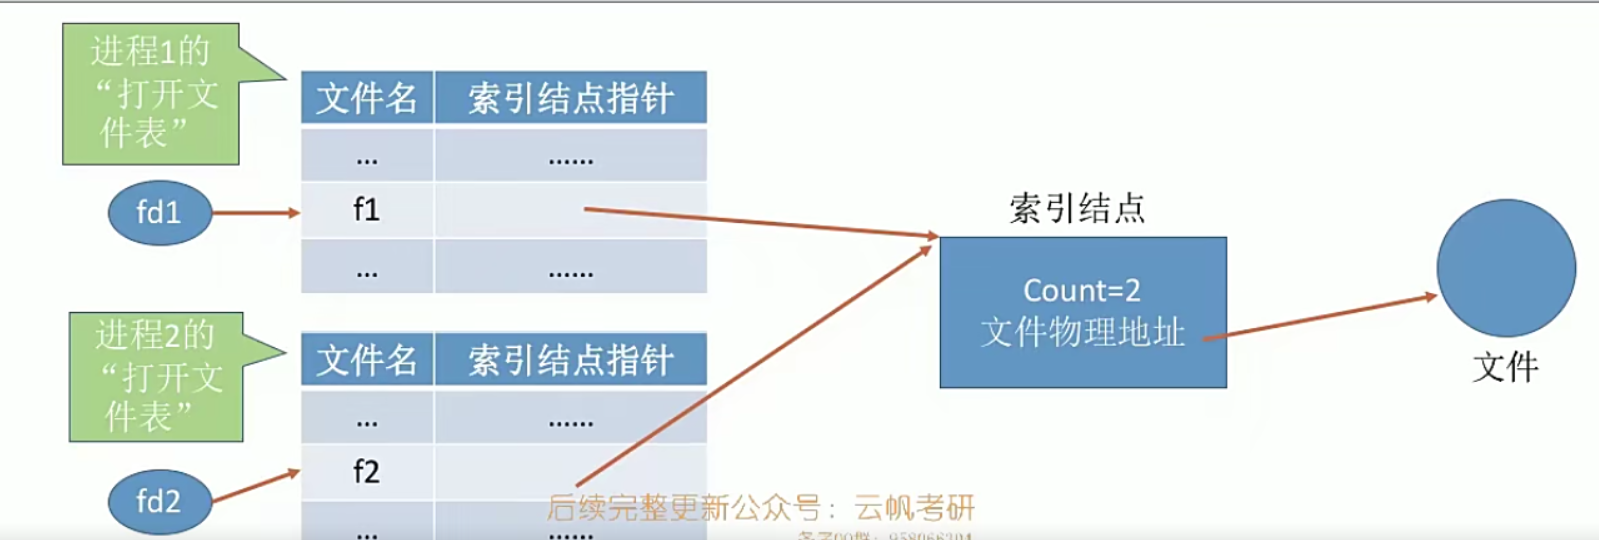 进程1的
“打开文
件表”
文件名 索引结点指针
... ......
fd1
f1
... ......
索引结点
Count=2
文件物理地址
文件
进程2的
“打开文
件表”
文件名 索引结点指针
... ......
fd2
f2
后续完整更新公众号：云帆考研
... ......